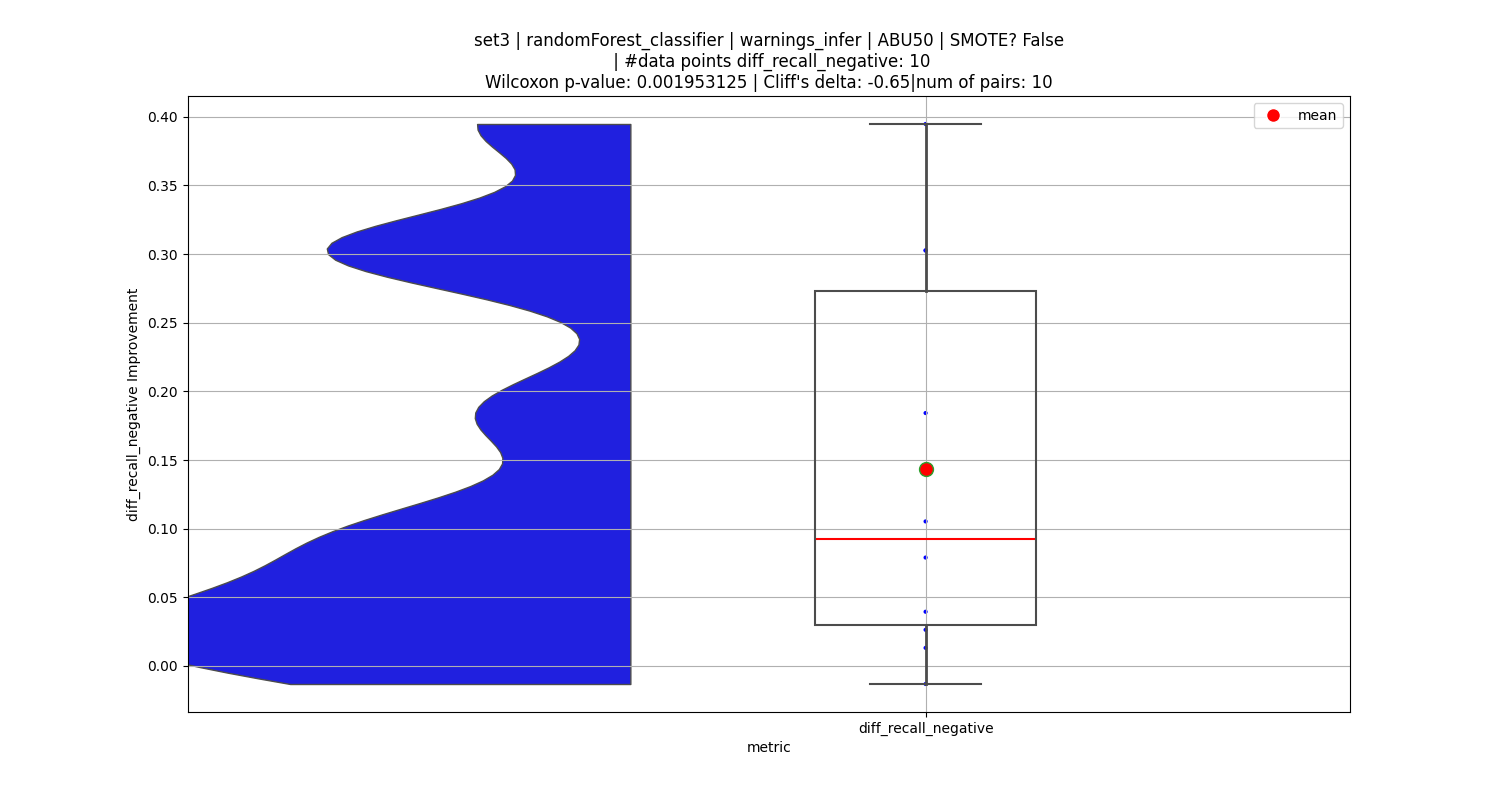 set3 | randomForest_classifier | warnings_infer | ABU50 | SMOTE? False
| #data points diff_recall_negative: 10
Wilcoxon p-value: 0.001953125 | Cliff's delta: -0.65|num of pairs: 10
mean
0.40
0.35
0.30
0.25
0.20
0.15
0.10
0.05
0.00
diff_recall_negative Improvement
diff_recall_negative
metric